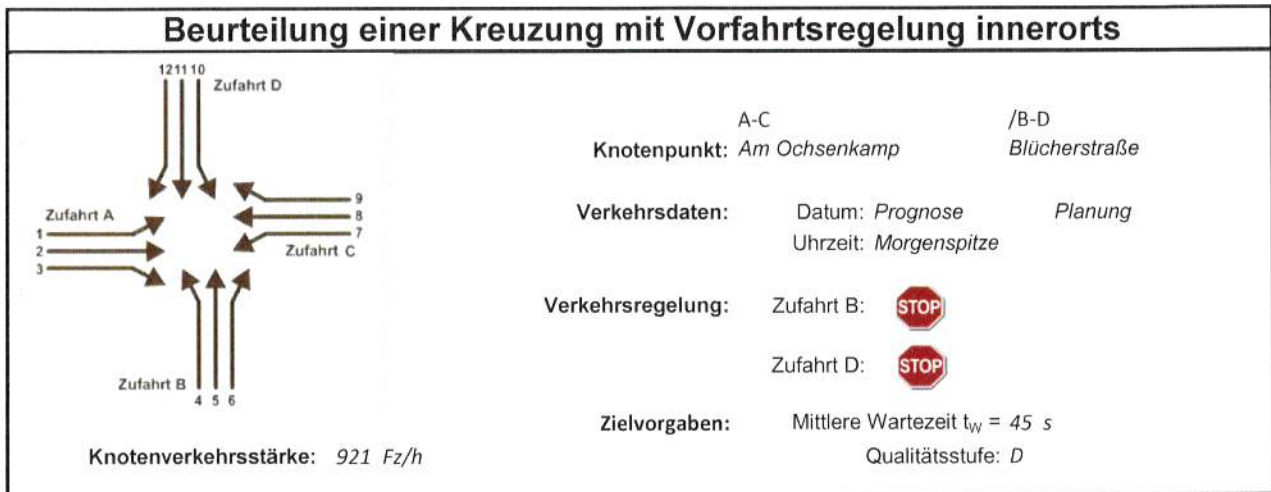 Beurteilung einer Kreuzung mit Vorfahrtsregelung innerorts
12 11 10
Zufahrt D
A-C /B-D
Knotenpunkt: Am Ochsenkamp Blücherstraße
Zufahrt A
1
2
3
9
8
7
Zufahrt C
Verkehrsdaten: Datum: Prognose Planung
Uhrzeit: Morgenspitze
Verkehrsregelung: Zufahrt B: STOP
Zufahrt D: STOP
Zufahrt B
4 5 6
Zielvorgaben: Mittlere Wartezeit tW = 45 s
Knotenverkehrsstärke: 921 Fz/h
Qualitätsstufe: D